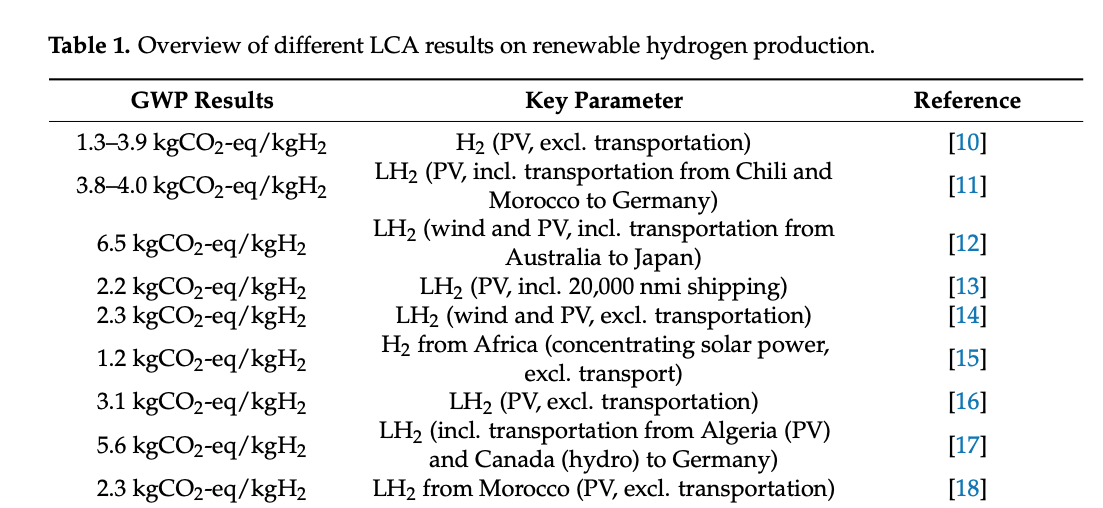 Table 1. Overview of different LCA results on renewable hydrogen production.
GWP Results Key Parameter Reference
1.3–3.9 kgCO2-eq/kgH2 H2 (PV, excl. transportation) [10]
3.8–4.0 kgCO2-eq/kgH2 LH2 (PV, incl. transportation from Chili and
Morocco to Germany) [11]
6.5 kgCO2-eq/kgH2 LH2 (wind and PV, incl. transportation from
Australia to Japan) [12]
2.2 kgCO2-eq/kgH2 LH2 (PV, incl. 20,000 nmi shipping) [13]
2.3 kgCO2-eq/kgH2 LH2 (wind and PV, excl. transportation) [14]
1.2 kgCO2-eq/kgH2 H2 from Africa (concentrating solar power,
excl. transport) [15]
3.1 kgCO2-eq/kgH2 LH2 (PV, excl. transportation) [16]
5.6 kgCO2-eq/kgH2 LH2 (incl. transportation from Algeria (PV)
and Canada (hydro) to Germany) [17]
2.3 kgCO2-eq/kgH2 LH2 from Morocco (PV, excl. transportation) [18]